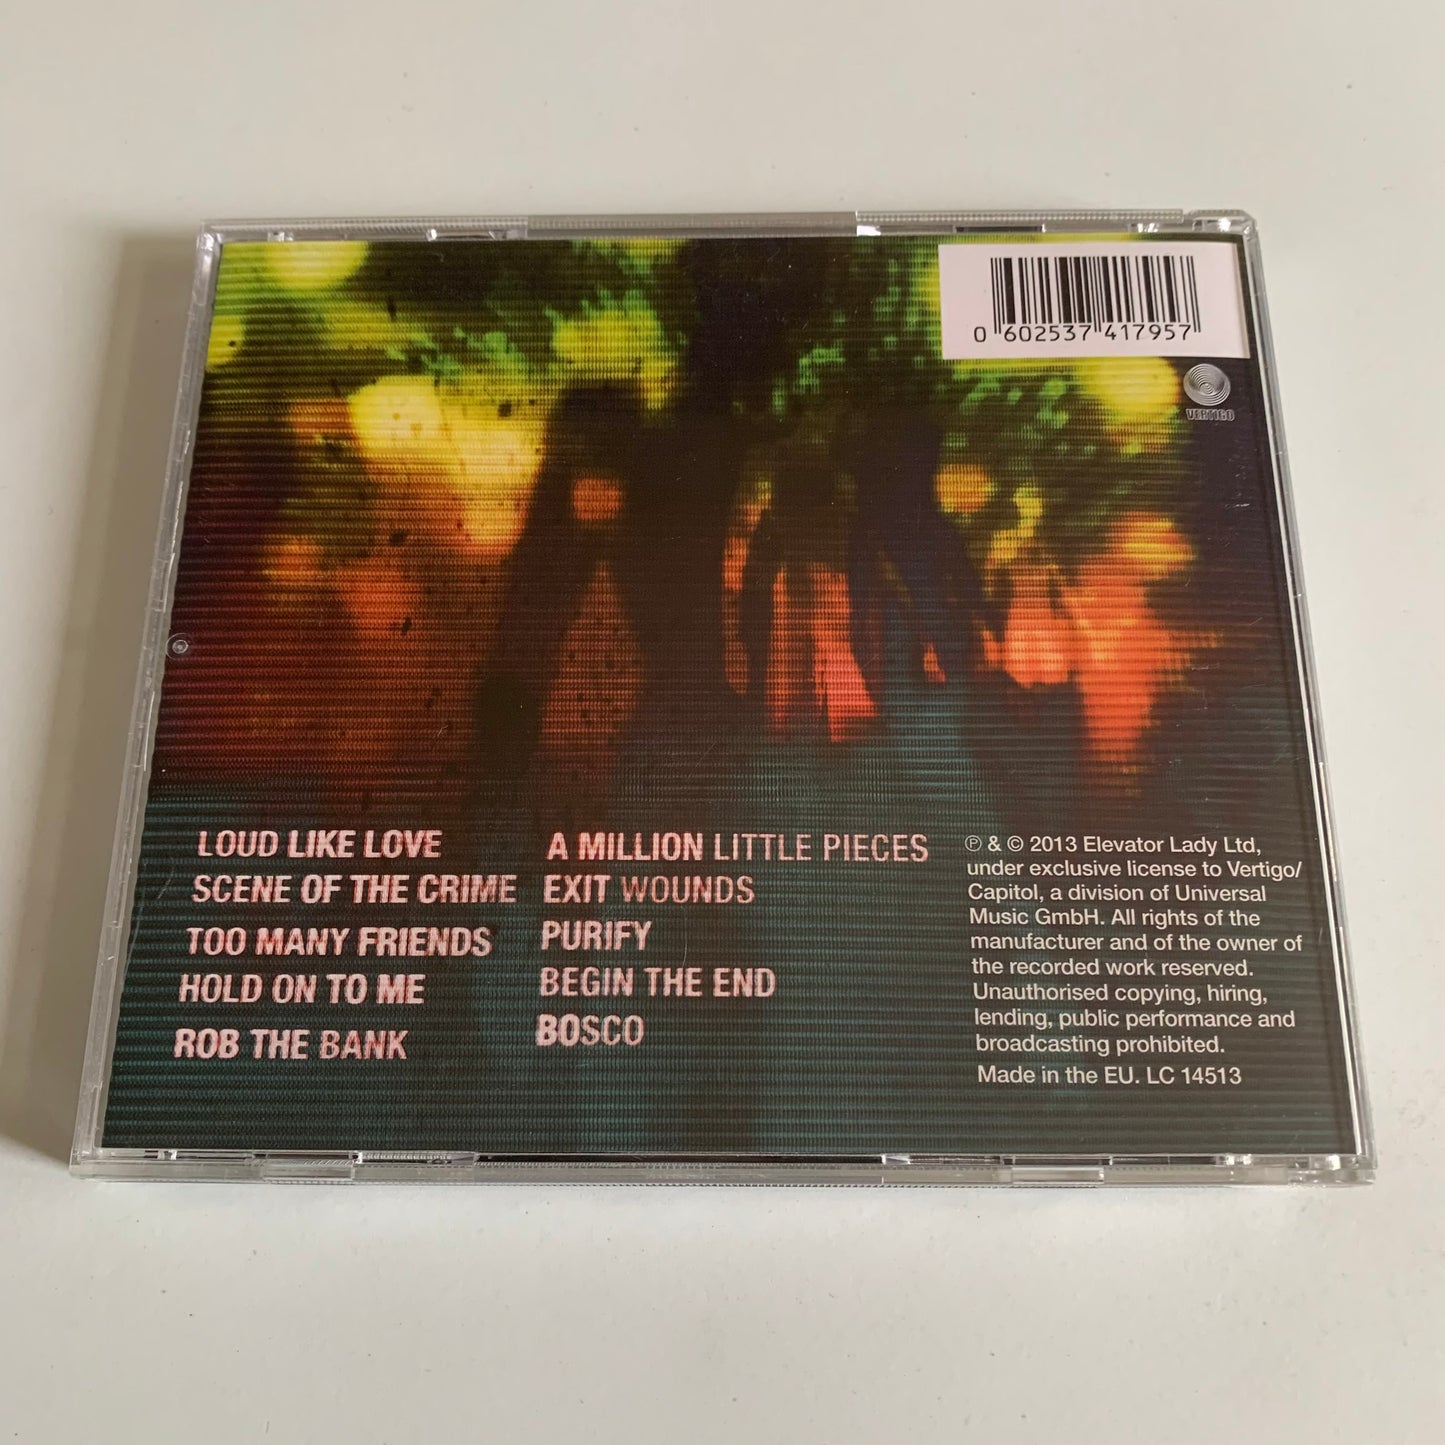 0 602537 417957
VERTIGO
LOUD LIKE LOVE
SCENE OF THE CRIME
TOO MANY FRIENDS
HOLD ON TO ME
ROB THE BANK
A MILLION LITTLE PIECES
EXIT WOUNDS
PURIFY
BEGIN THE END
BOSCO
℗ & © 2013 Elevator Lady Ltd,
under exclusive license to Vertigo/
Capitol, a division of Universal
Music GmbH. All rights of the
manufacturer and of the owner of
the recorded work reserved.
Unauthorised copying, hiring,
lending, public performance and
broadcasting prohibited.
Made in the EU. LC 14513